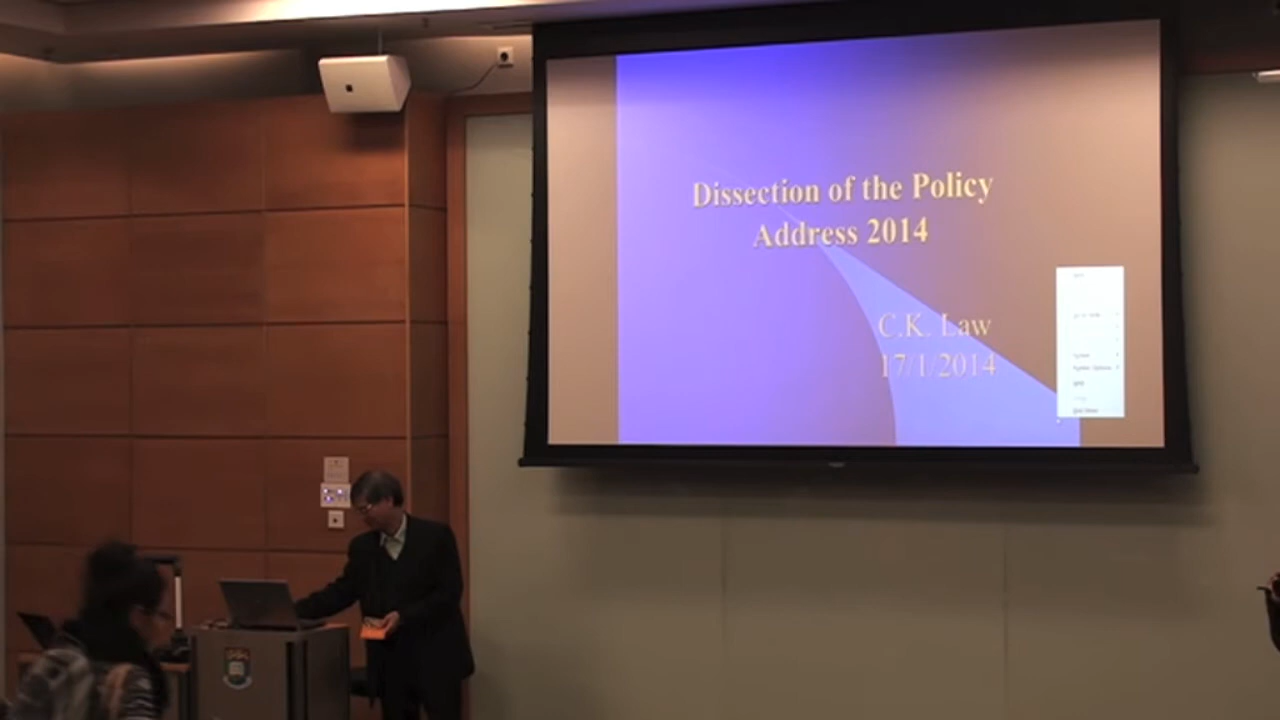 Dissection of the Policy
Address 2014
C.K. Law
17/1/2014